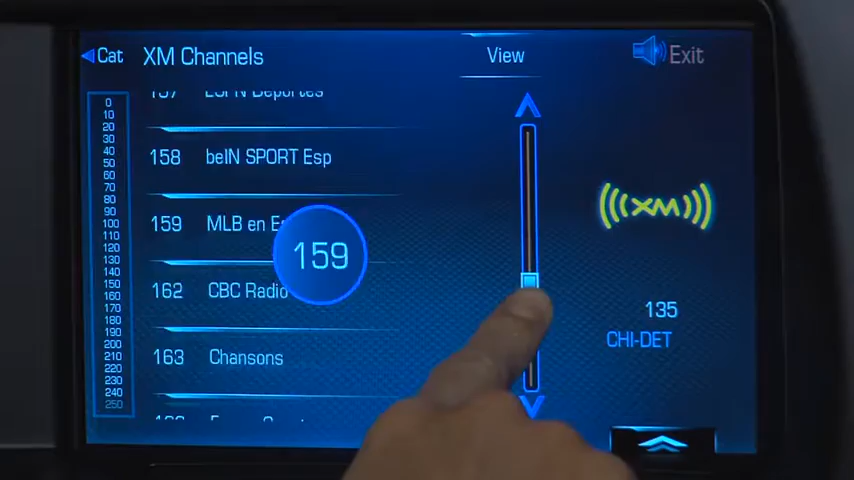 Cat
XM Channels
View
Exit
0
10
20
30
40
50
60
70
80
90
100
110
120
130
140
150
160
170
180
190
200
210
220
230
240
250
157 ESPN Deportes
158 beIN SPORT Esp
159 MLB en
159
162 CBC Radio
163 Chansons
XM
135
CHI-DET